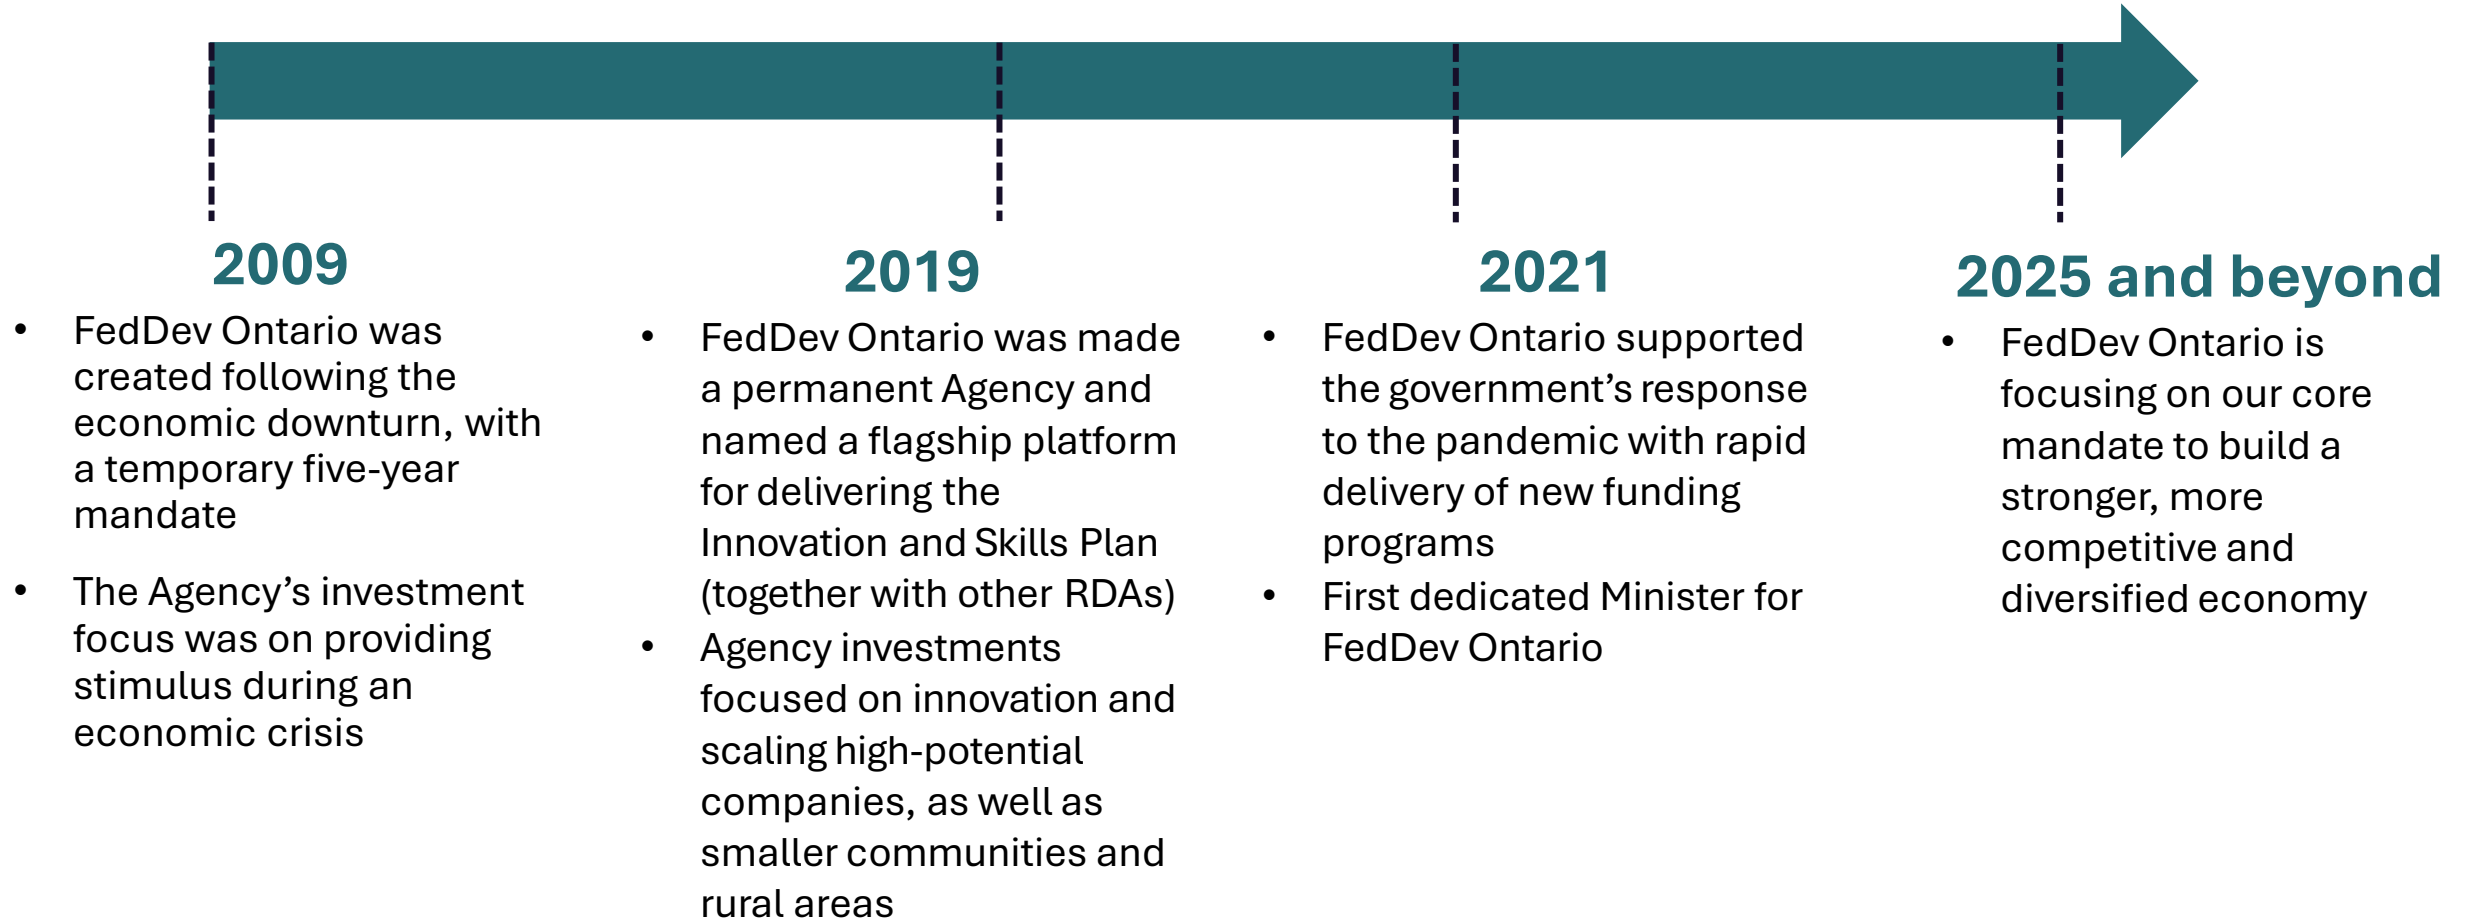 2009
• FedDev Ontario was
created following the
economic downturn, with
a temporary five-year
mandate
• The Agency’s investment
focus was on providing
stimulus during an
economic crisis
2019
• FedDev Ontario was made
a permanent Agency and
named a flagship platform
for delivering the
Innovation and Skills Plan
(together with other RDAs)
• Agency investments
focused on innovation and
scaling high-potential
companies, as well as
smaller communities and
rural areas
2021
• FedDev Ontario supported
the government’s response
to the pandemic with rapid
delivery of new funding
programs
• First dedicated Minister for
FedDev Ontario
2025 and beyond
• FedDev Ontario is
focusing on our core
mandate to build a
stronger, more
competitive and
diversified economy